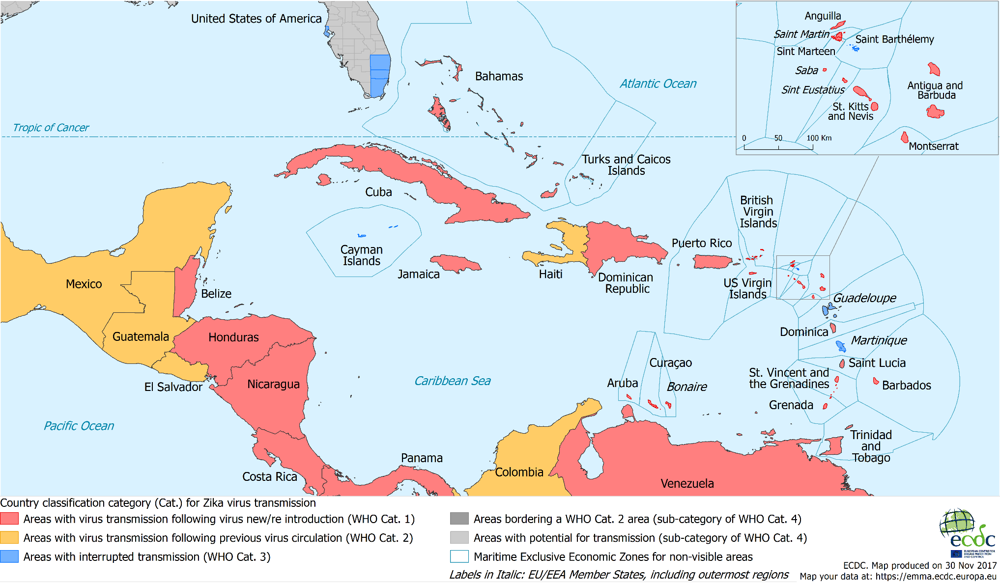 United States of America
Bahamas
Atlantic Ocean
Tropic of Cancer
Turks and Caicos
Islands
Cuba
Cayman
Islands
Jamaica
Haiti
Dominican
Republic
Puerto Rico
British
Virgin
Islands
US Virgin
Islands
Anguilla
Saint Martin
Saint Barthélemy
Sint Marteen
Saba
Sint Eustatius
St. Kitts
and Nevis
Antigua and
Barbuda
Montserrat
0 50 100 Km
Mexico
Belize
Guatemala
Honduras
El Salvador
Nicaragua
Costa Rica
Panama
Pacific Ocean
Caribbean Sea
Colombia
Venezuela
Aruba
Curaçao
Bonaire
Guadeloupe
Dominica
Martinique
Saint Lucia
St. Vincent and
the Grenadines
Barbados
Grenada
Trinidad
and
Tobago
Country classification category (Cat.) for Zika virus transmission
Areas with virus transmission following virus new/re introduction (WHO Cat. 1)
Areas with virus transmission following previous virus circulation (WHO Cat. 2)
Areas with interrupted transmission (WHO Cat. 3)
Areas bordering a WHO Cat. 2 area (sub-category of WHO Cat. 4)
Areas with potential for transmission (sub-category of WHO Cat. 4)
Maritime Exclusive Economic Zones for non-visible areas
Labels in Italic: EU/EEA Member States, including outermost regions
ecdc
EUROPEAN CENTRE FOR
DISEASE PREVENTION
AND CONTROL
ECDC. Map produced on 30 Nov 2017
Map your data at: https://emma.ecdc.europa.eu